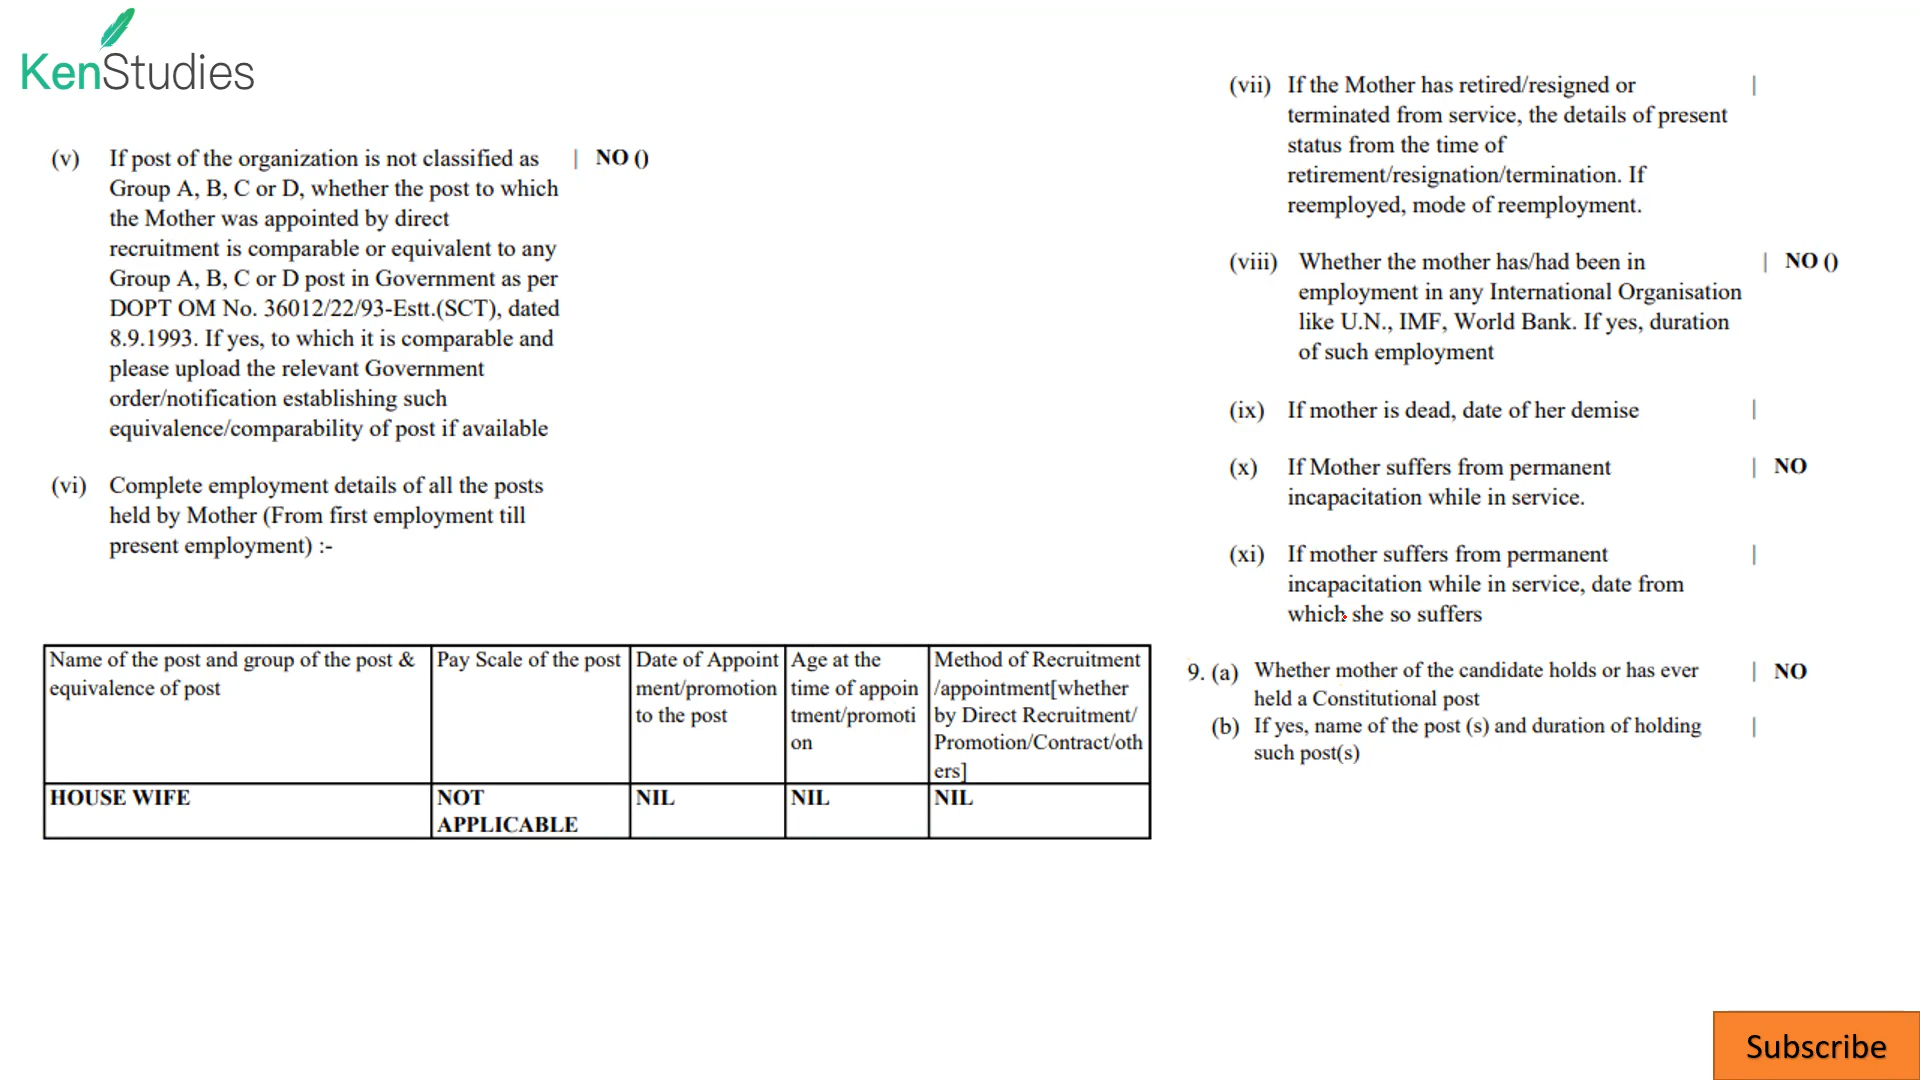 KenStudies
(v) If post of the organization is not classified as | NO ()
Group A, B, C or D, whether the post to which
the Mother was appointed by direct
recruitment is comparable or equivalent to any
Group A, B, C or D post in Government as per
DOPT OM No. 36012/22/93-Estt.(SCT), dated
8.9.1993. If yes, to which it is comparable and
please upload the relevant Government
order/notification establishing such
equivalence/comparability of post if available
(vi) Complete employment details of all the posts
held by Mother (From first employment till
present employment) :-
Name of the post and group of the post &
equivalence of post
Pay Scale of the post
Date of Appoint
ment/promotion
to the post
Age at the
time of appoin
tment/promoti
on
Method of Recruitment
/appointment[whether
by Direct Recruitment/
Promotion/Contract/oth
ers]
HOUSE WIFE
NOT
APPLICABLE
NIL
NIL
NIL
(vii) If the Mother has retired/resigned or |
terminated from service, the details of present
status from the time of
retirement/resignation/termination. If
reemployed, mode of reemployment.
(viii) Whether the mother has/had been in | NO ()
employment in any International Organisation
like U.N., IMF, World Bank. If yes, duration
of such employment
(ix) If mother is dead, date of her demise |
(x) If Mother suffers from permanent | NO
incapacitation while in service.
(xi) If mother suffers from permanent |
incapacitation while in service, date from
which she so suffers
9. (a) Whether mother of the candidate holds or has ever | NO
held a Constitutional post
(b) If yes, name of the post (s) and duration of holding |
such post(s)
Subscribe